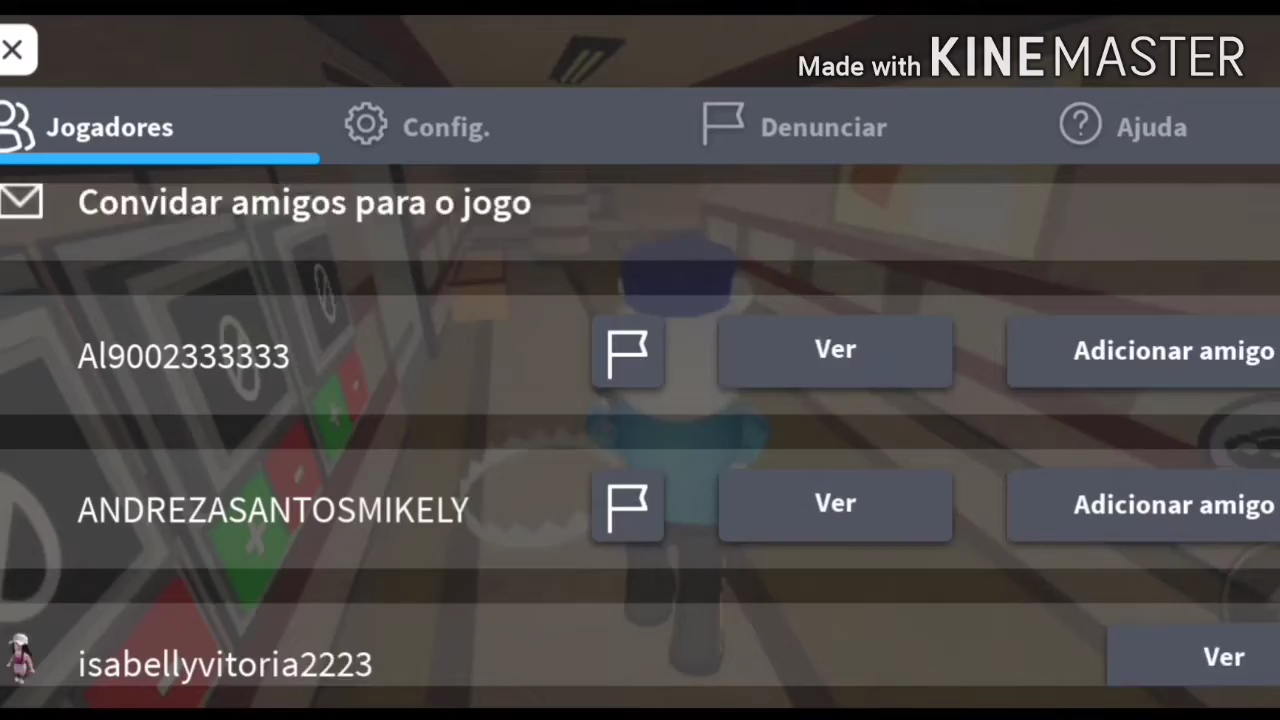 Made with KINEMASTER
Jogadores Config. Denunciar Ajuda
Convidar amigos para o jogo
Al9002333333 Ver Adicionar amigo
ANDREZASANTOSMIKELY Ver Adicionar amigo
isabellyvitoria2223 Ver